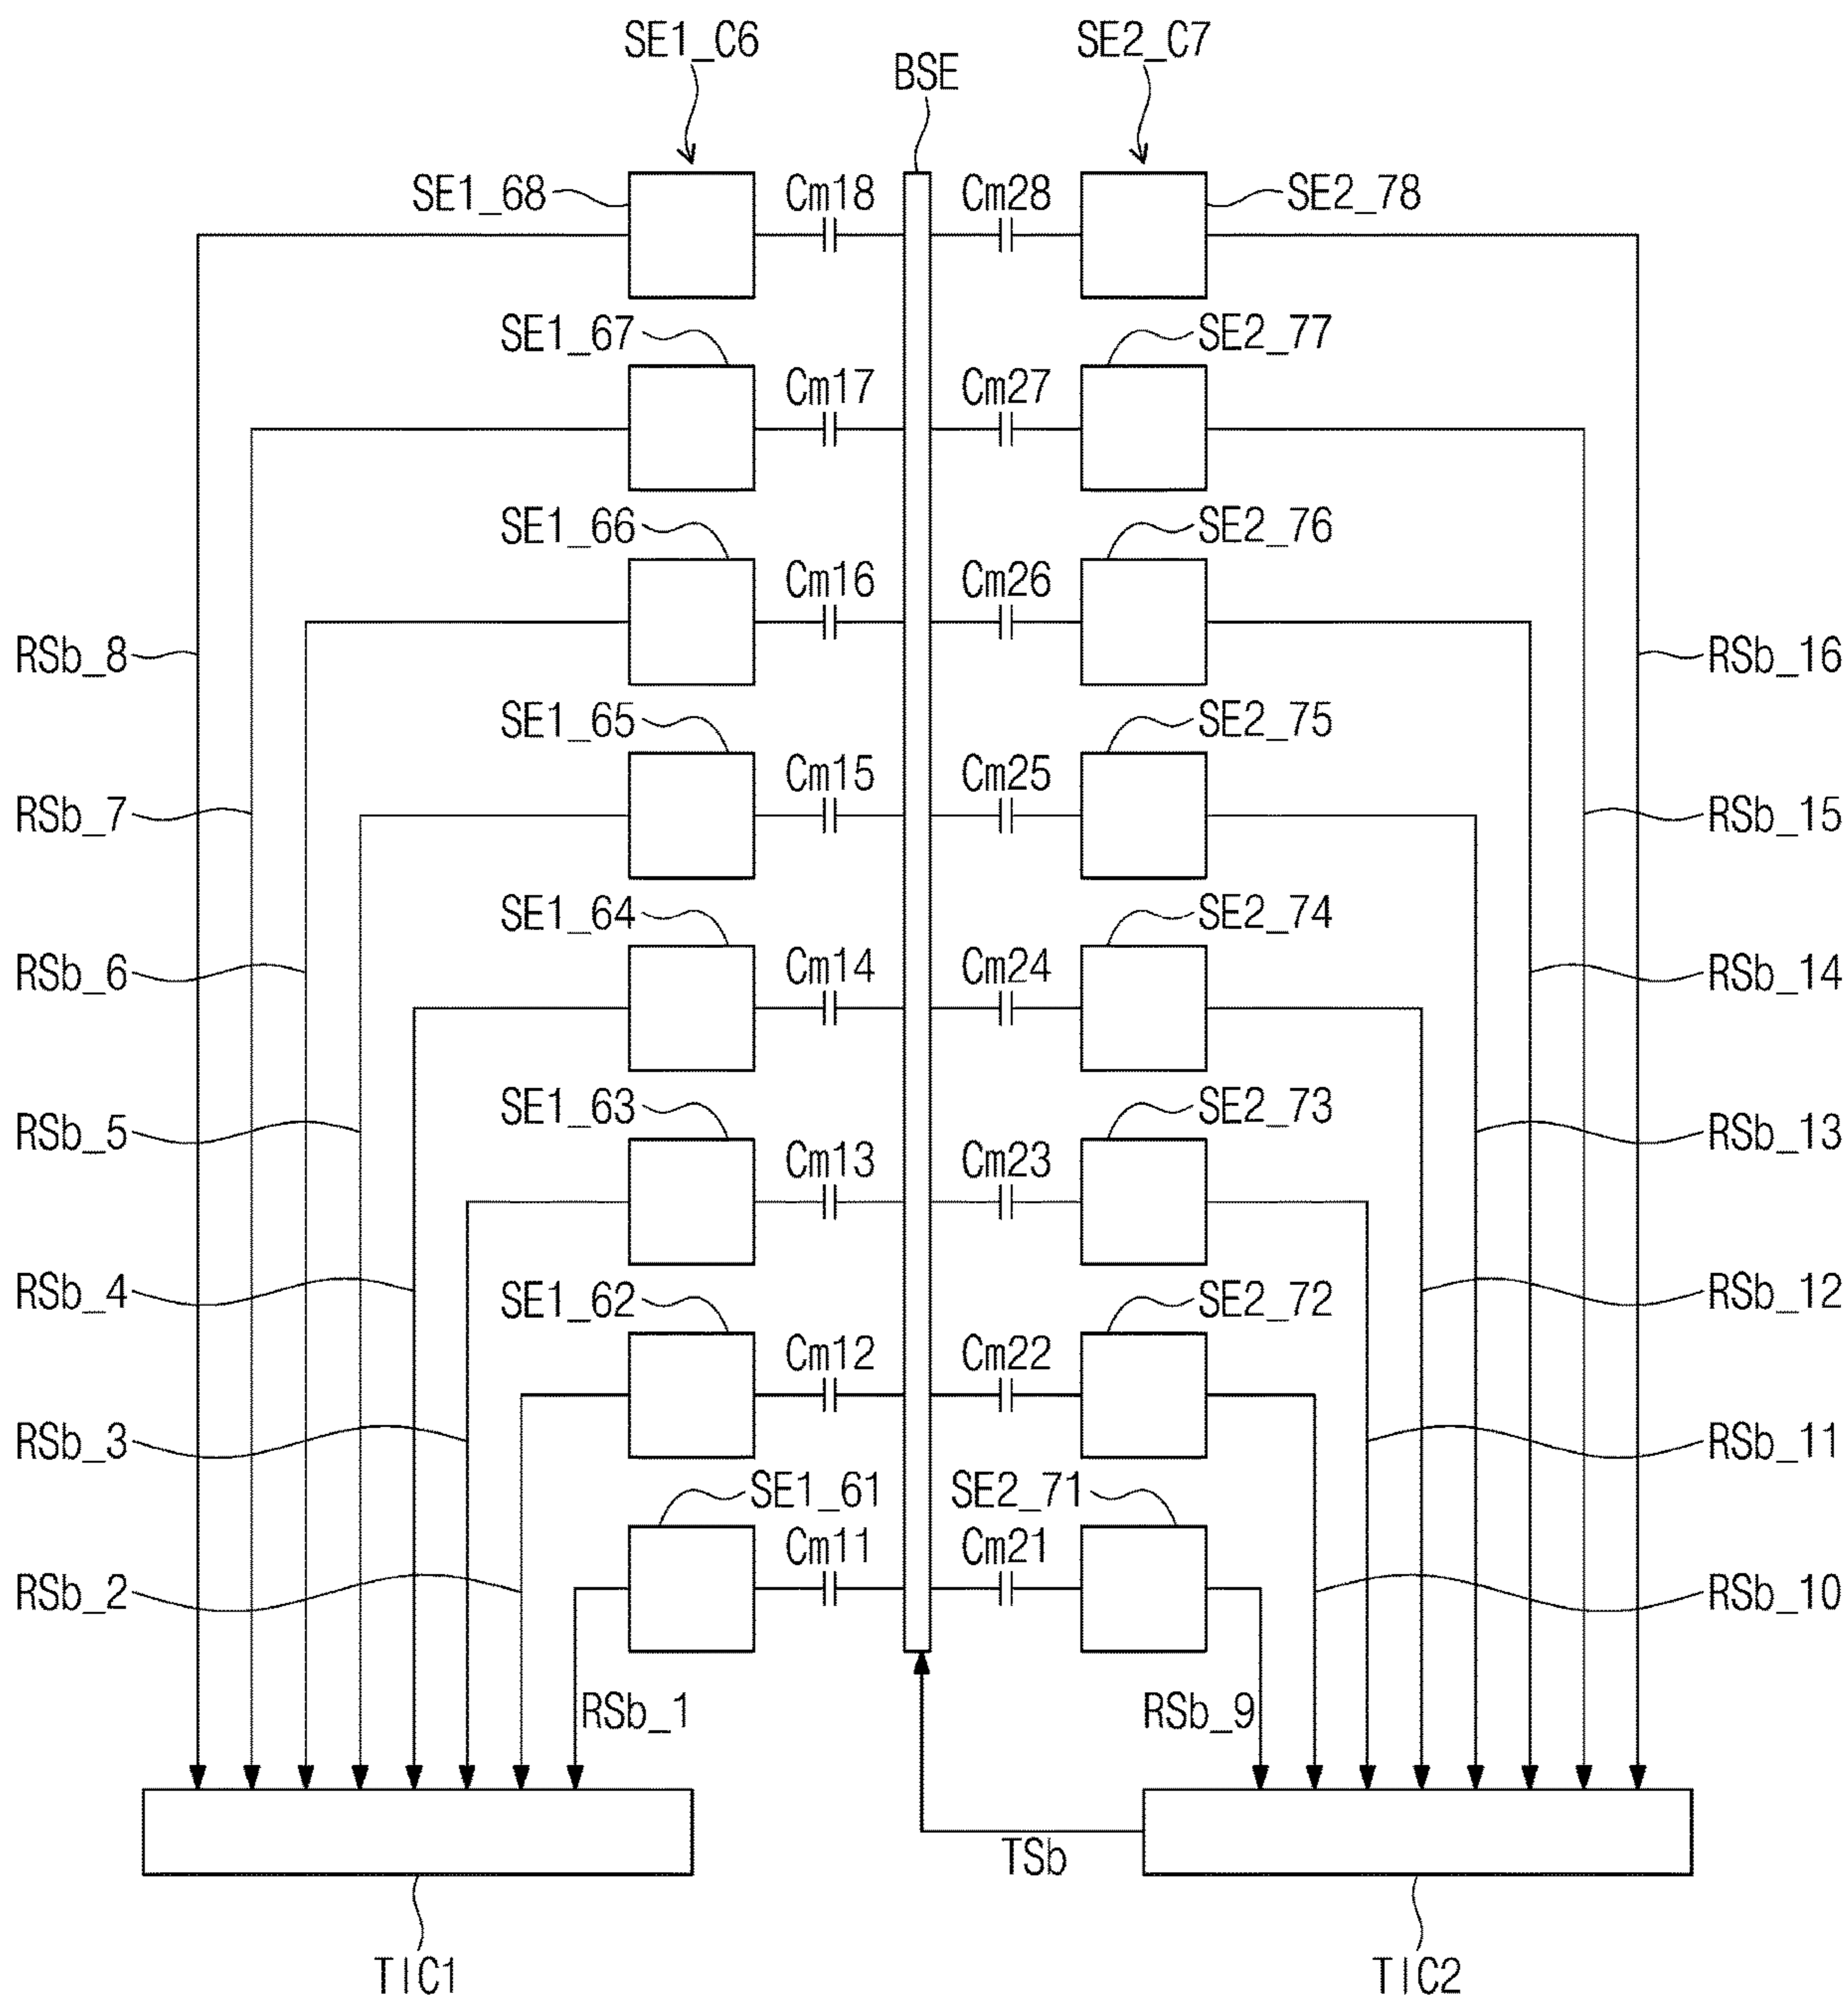 SE1_C6
SE2_C7
BSE
SE1_68
Cm18
Cm28
SE2_78
SE1_67
SE2_77
Cm17
Cm27
SE1_66
SE2_76
Cm16
Cm26
RSb_8
RSb_16
SE1_65
SE2_75
Cm15
Cm25
RSb_7
RSb_15
SE1_64
SE2_74
Cm14
Cm24
RSb_6
RSb_14
SE1_63
SE2_73
RSb_5
RSb_13
Cm13
Cm23
RSb_4
SE1_62
SE2_72
RSb_12
Cm12
Cm22
RSb_3
RSb_11
SE1_61
SE2_71
Cm11
Cm21
RSb_2
RSb_10
RSb_1
RSb_9
TSb
TIC1
TIC2